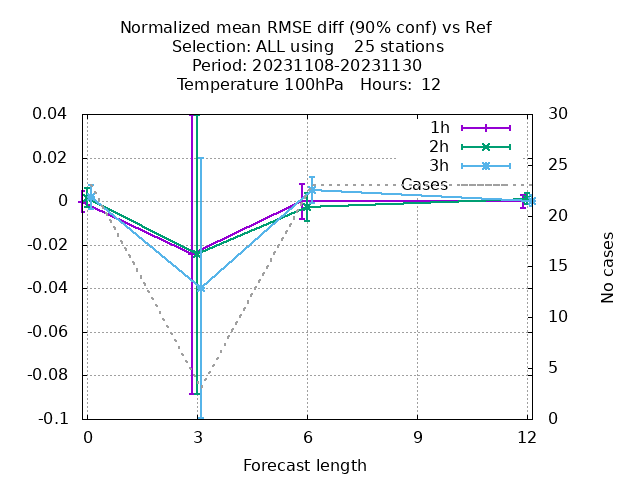 Normalized mean RMSE diff (90% conf) vs Ref
Selection: ALL using    25 stations
Period: 20231108-20231130
Temperature 100hPa   Hours:  12
1h
2h
3h
Cases
0.04
0.02
0
-0.02
-0.04
-0.06
-0.08
-0.1
30
25
20
15
10
5
0
No cases
0
3
6
9
12
Forecast length